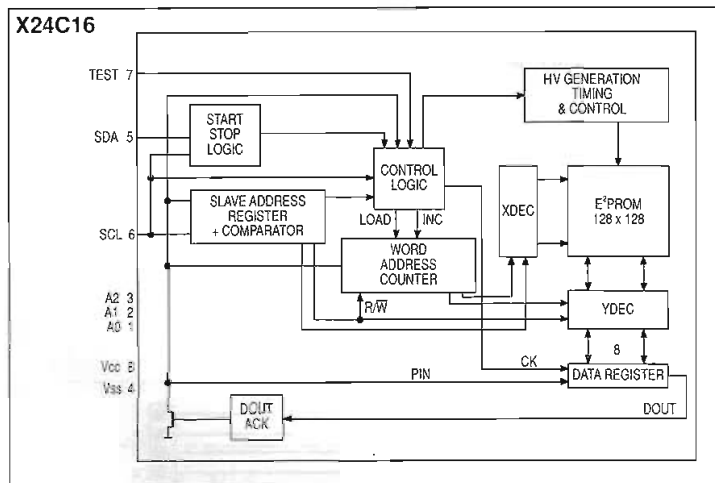 X24C16
TEST 7
HV GENERATION
TIMING
& CONTROL
START
STOP
LOGIC
SDA 5
CONTROL
LOGIC
XDEC
E²PROM
128 x 128
SLAVE ADDRESS
REGISTER
+ COMPARATOR
SCL 6
LOAD INC
WORD
ADDRESS
COUNTER
A2 3
A1 2
A0 1
R/W̅
YDEC
8
Vcc 8
CK
PIN
DATA REGISTER
Vss 4
DOUT
DOUT
ACK